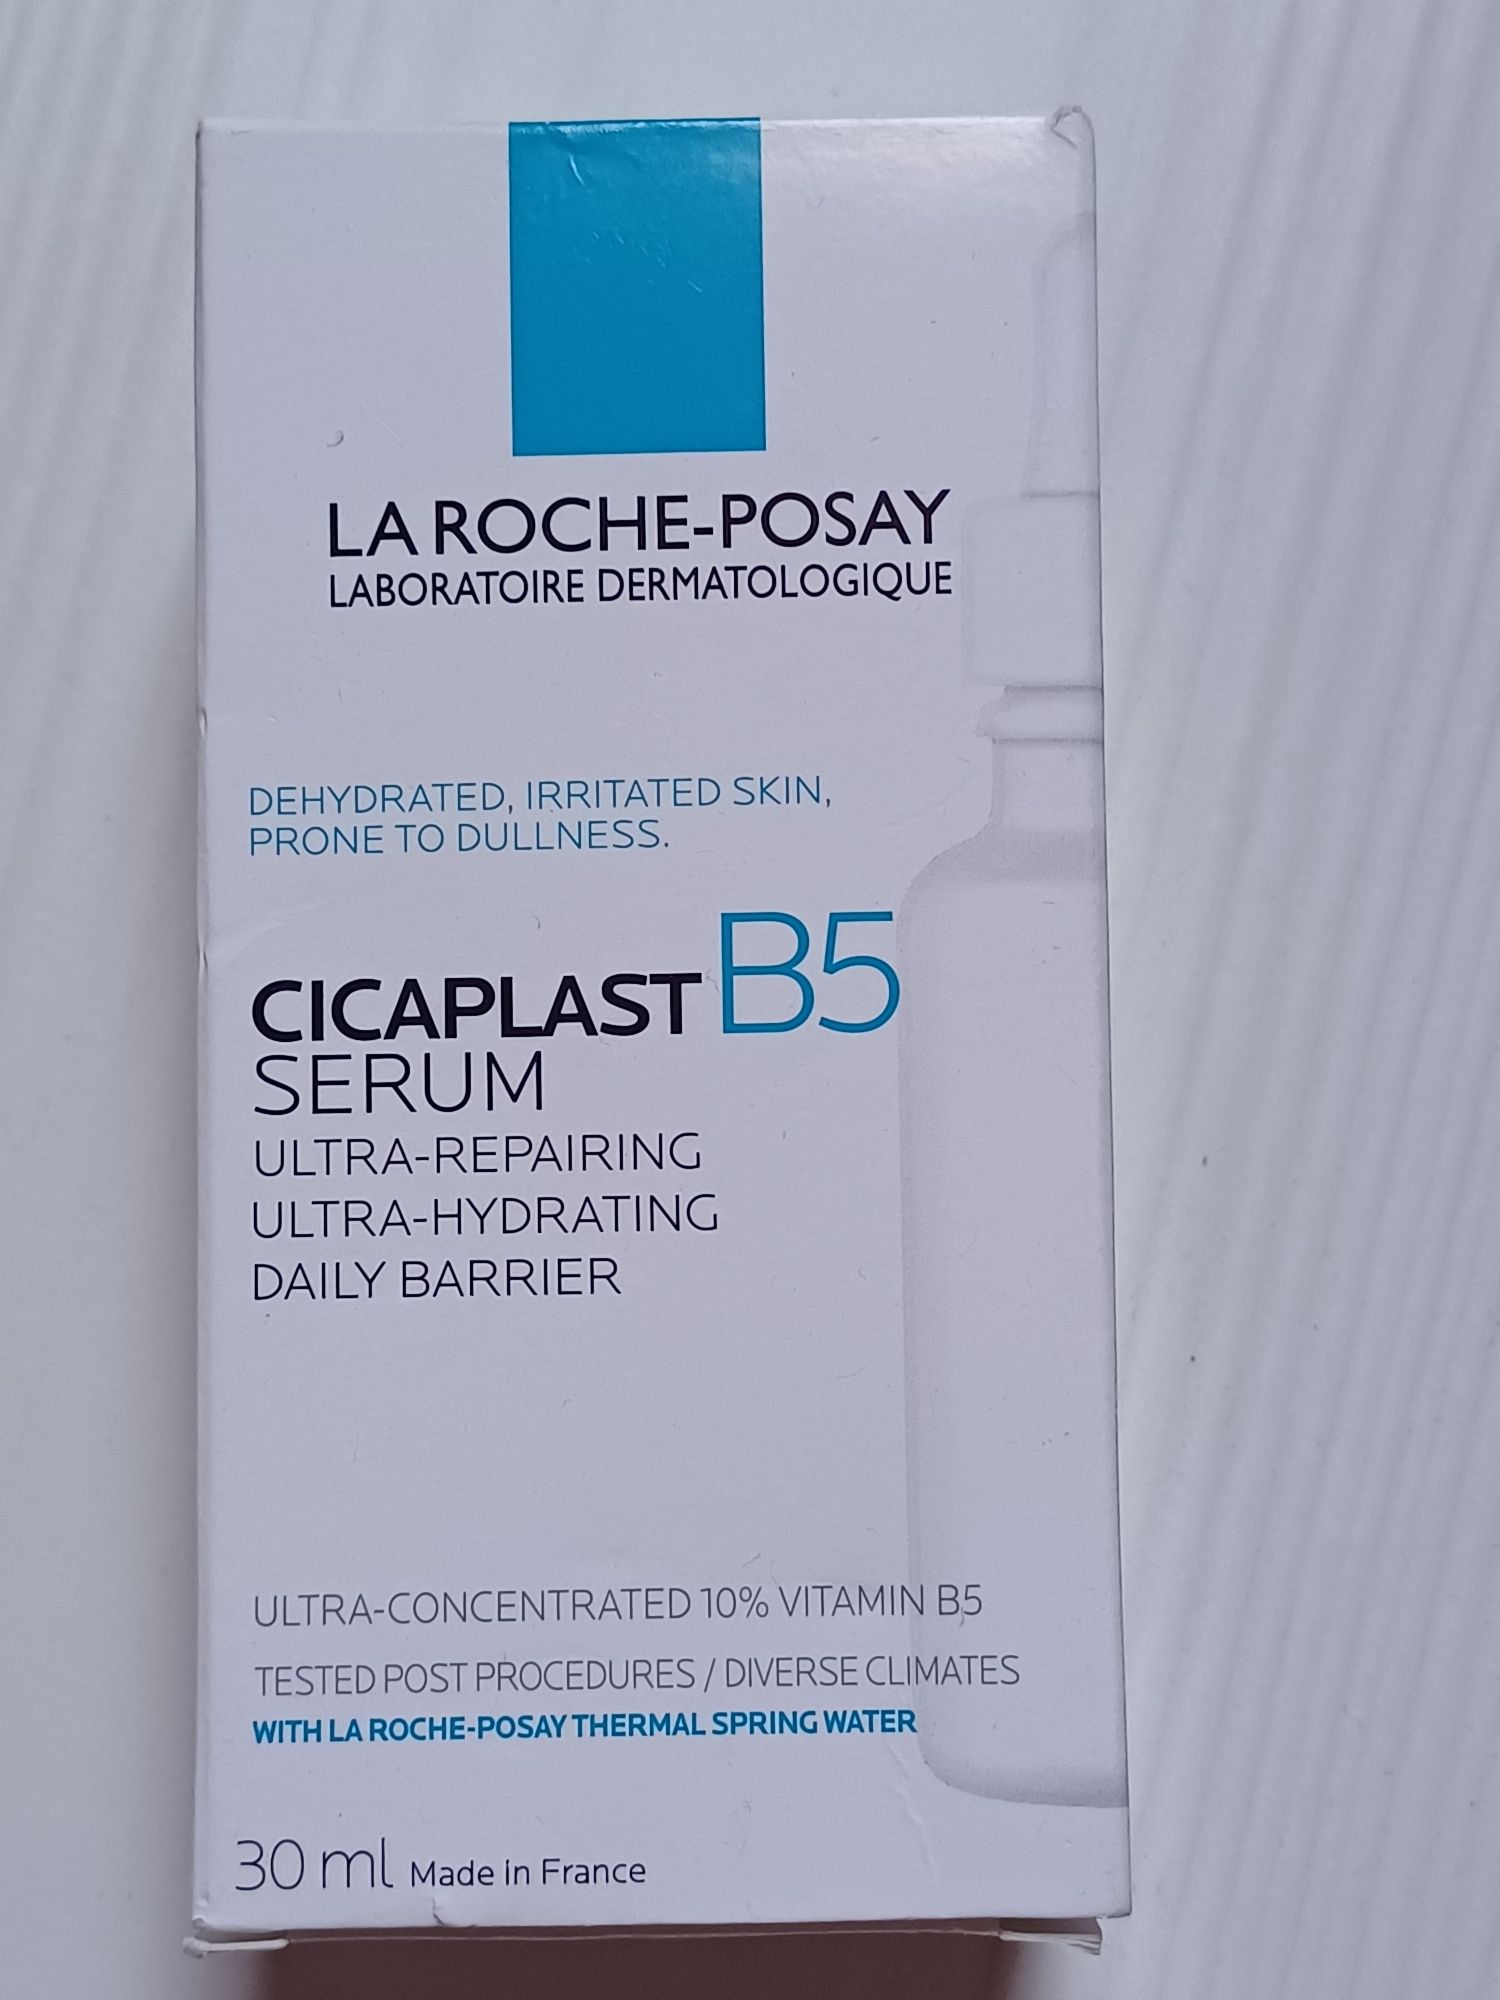 LA ROCHE-POSAY
LABORATOIRE DERMATOLOGIQUE
DEHYDRATED, IRRITATED SKIN,
PRONE TO DULLNESS.
CICAPLAST B5
SERUM
ULTRA-REPAIRING
ULTRA-HYDRATING
DAILY BARRIER
ULTRA-CONCENTRATED 10% VITAMIN B5
TESTED POST PROCEDURES / DIVERSE CLIMATES
WITH LA ROCHE-POSAY THERMAL SPRING WATER
30 ml Made in France